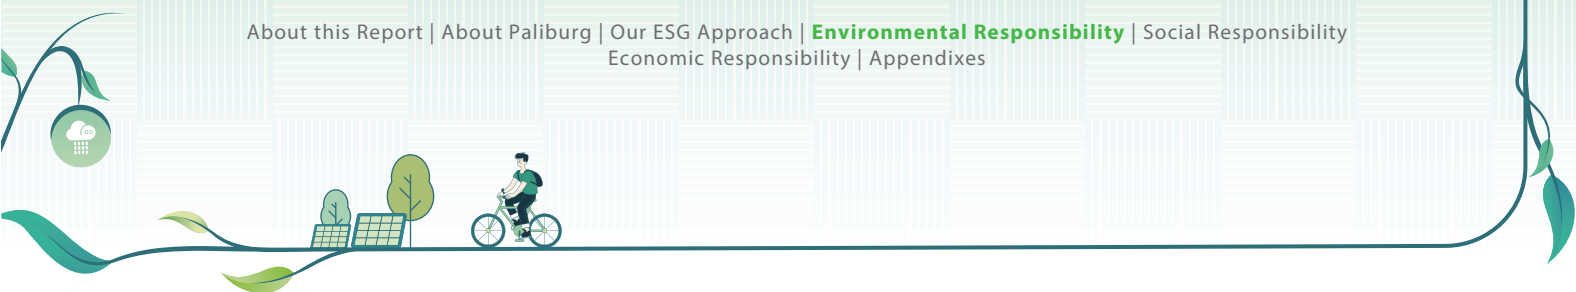 About this Report | About Paliburg | Our ESG Approach | Environmental Responsibility | Social Responsibility
Economic Responsibility | Appendixes